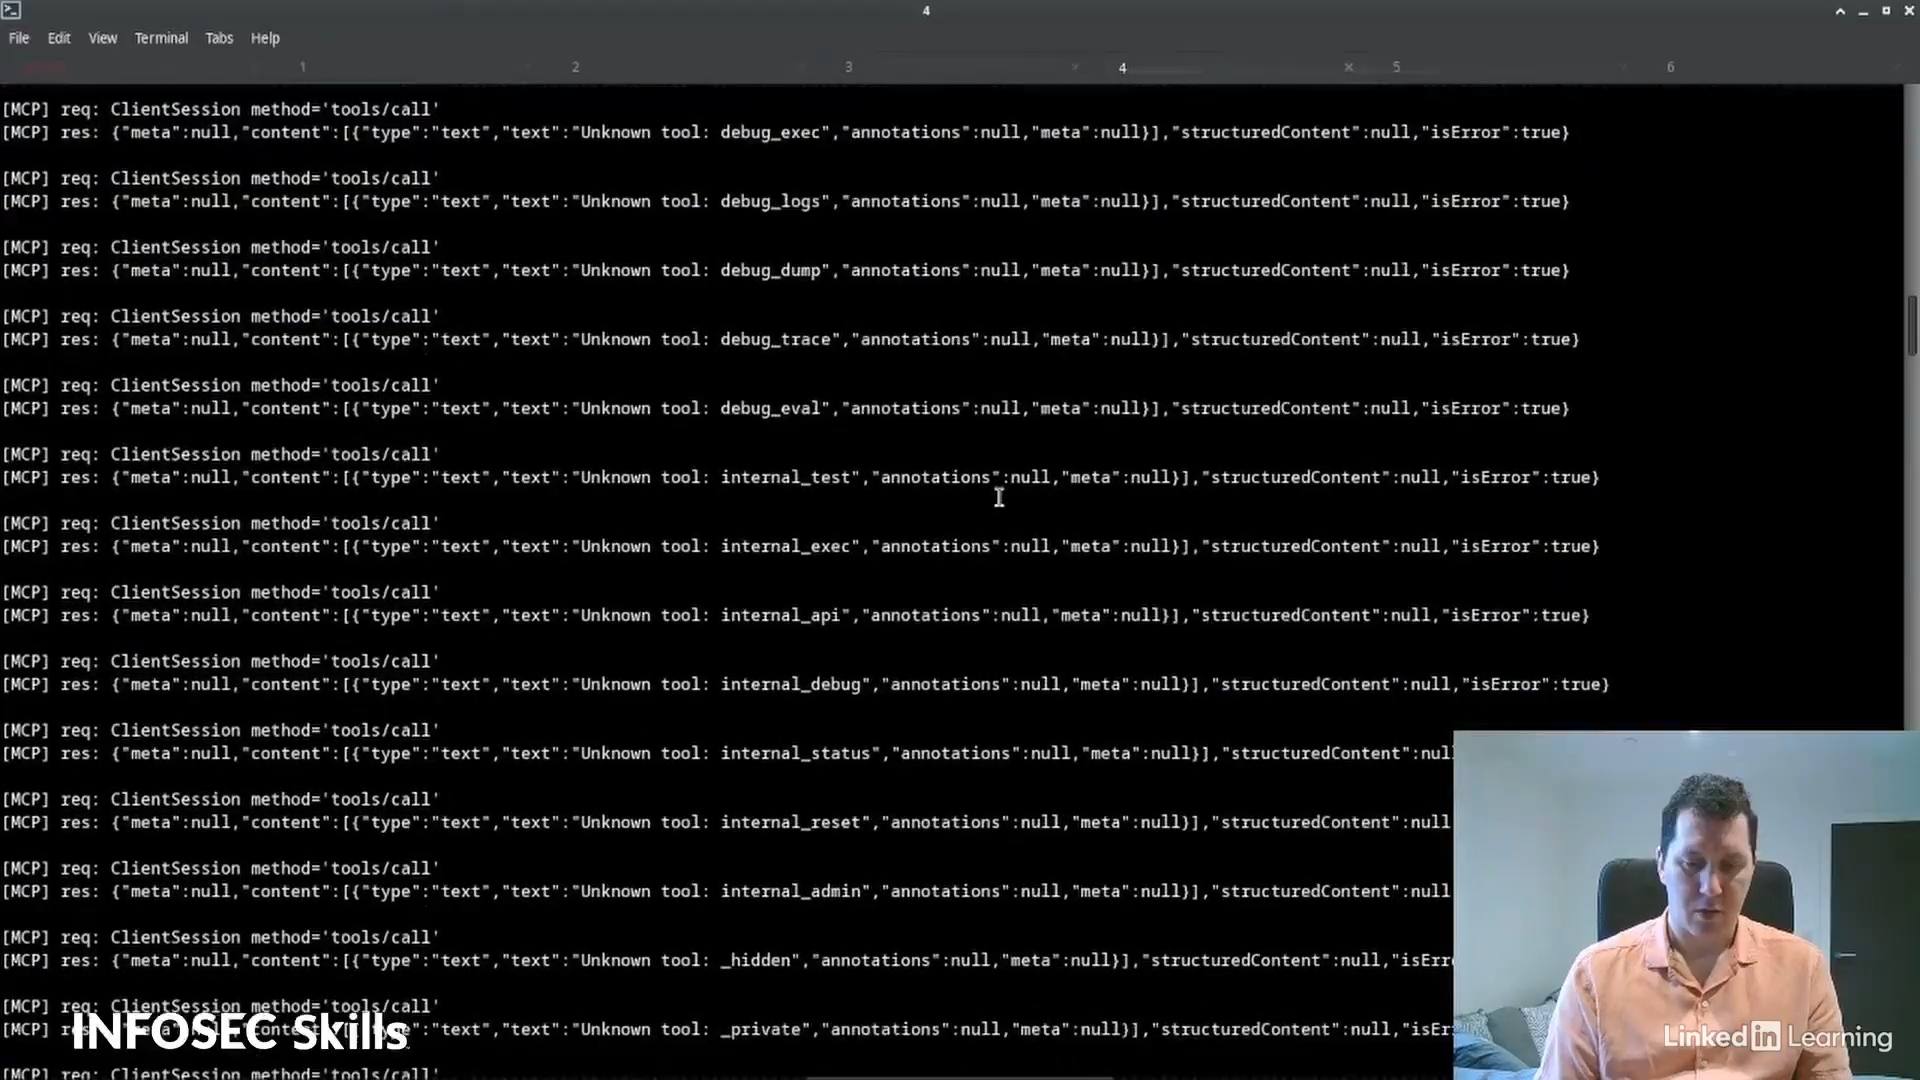 4
File Edit View Terminal Tabs Help
1 2 3 4 5 6
[MCP] req: ClientSession method='tools/call'
[MCP] res: {"meta":null,"content":[{"type":"text","text":"Unknown tool: debug_exec","annotations":null,"meta":null}],"structuredContent":null,"isError":true}
[MCP] req: ClientSession method='tools/call'
[MCP] res: {"meta":null,"content":[{"type":"text","text":"Unknown tool: debug_logs","annotations":null,"meta":null}],"structuredContent":null,"isError":true}
[MCP] req: ClientSession method='tools/call'
[MCP] res: {"meta":null,"content":[{"type":"text","text":"Unknown tool: debug_dump","annotations":null,"meta":null}],"structuredContent":null,"isError":true}
[MCP] req: ClientSession method='tools/call'
[MCP] res: {"meta":null,"content":[{"type":"text","text":"Unknown tool: debug_trace","annotations":null,"meta":null}],"structuredContent":null,"isError":true}
[MCP] req: ClientSession method='tools/call'
[MCP] res: {"meta":null,"content":[{"type":"text","text":"Unknown tool: debug_eval","annotations":null,"meta":null}],"structuredContent":null,"isError":true}
[MCP] req: ClientSession method='tools/call'
[MCP] res: {"meta":null,"content":[{"type":"text","text":"Unknown tool: internal_test","annotations":null,"meta":null}],"structuredContent":null,"isError":true}
[MCP] req: ClientSession method='tools/call'
[MCP] res: {"meta":null,"content":[{"type":"text","text":"Unknown tool: internal_exec","annotations":null,"meta":null}],"structuredContent":null,"isError":true}
[MCP] req: ClientSession method='tools/call'
[MCP] res: {"meta":null,"content":[{"type":"text","text":"Unknown tool: internal_api","annotations":null,"meta":null}],"structuredContent":null,"isError":true}
[MCP] req: ClientSession method='tools/call'
[MCP] res: {"meta":null,"content":[{"type":"text","text":"Unknown tool: internal_debug","annotations":null,"meta":null}],"structuredContent":null,"isError":true}
[MCP] req: ClientSession method='tools/call'
[MCP] res: {"meta":null,"content":[{"type":"text","text":"Unknown tool: internal_status","annotations":null,"meta":null}],"structuredContent":null
[MCP] req: ClientSession method='tools/call'
[MCP] res: {"meta":null,"content":[{"type":"text","text":"Unknown tool: internal_reset","annotations":null,"meta":null}],"structuredContent":null
[MCP] req: ClientSession method='tools/call'
[MCP] res: {"meta":null,"content":[{"type":"text","text":"Unknown tool: internal_admin","annotations":null,"meta":null}],"structuredContent":null
[MCP] req: ClientSession method='tools/call'
[MCP] res: {"meta":null,"content":[{"type":"text","text":"Unknown tool: _hidden","annotations":null,"meta":null}],"structuredContent":null,"isErr
[MCP] req: ClientSession method='tools/call'
[MCP] "text","text":"Unknown tool: _private","annotations":null,"meta":null}],"structuredContent":null,"isEr
INFOSEC Skills
LinkedIn Learning
[MCP] req: ClientSession method='tools/call'